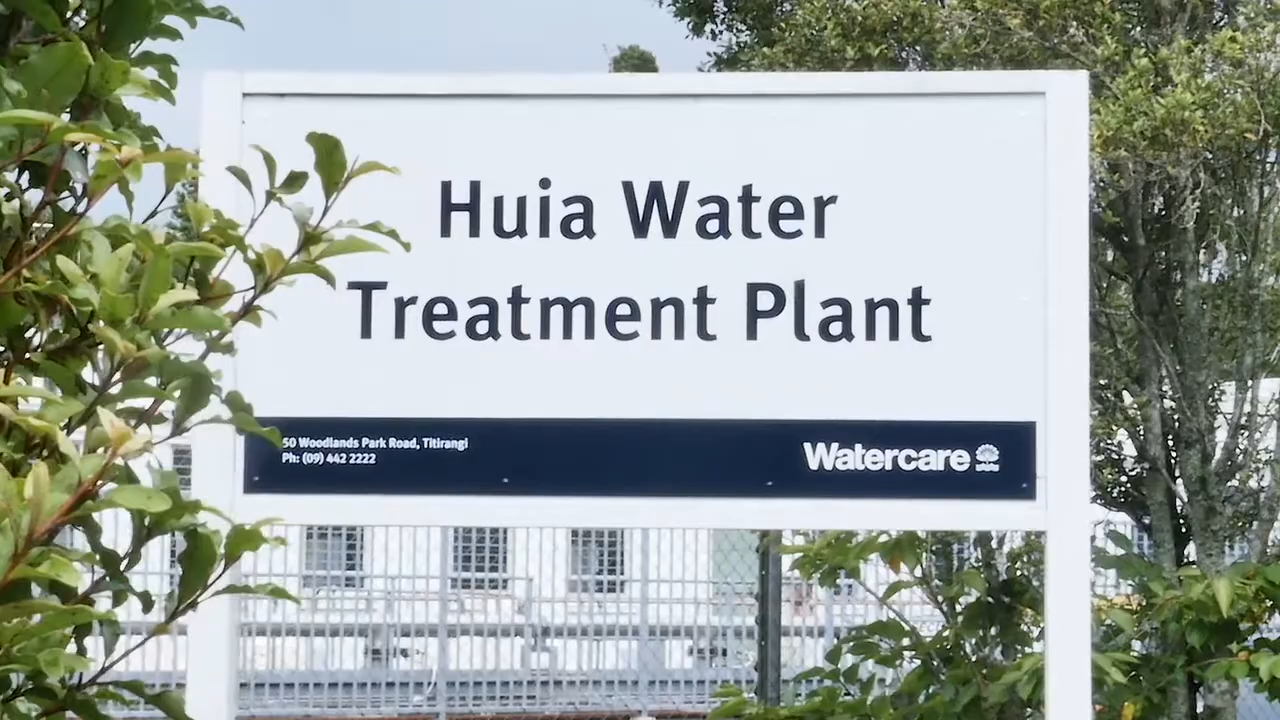 Huia Water
Treatment Plant
50 Woodlands Park Road, Titirangi
Ph: (09) 442 2222
Watercare